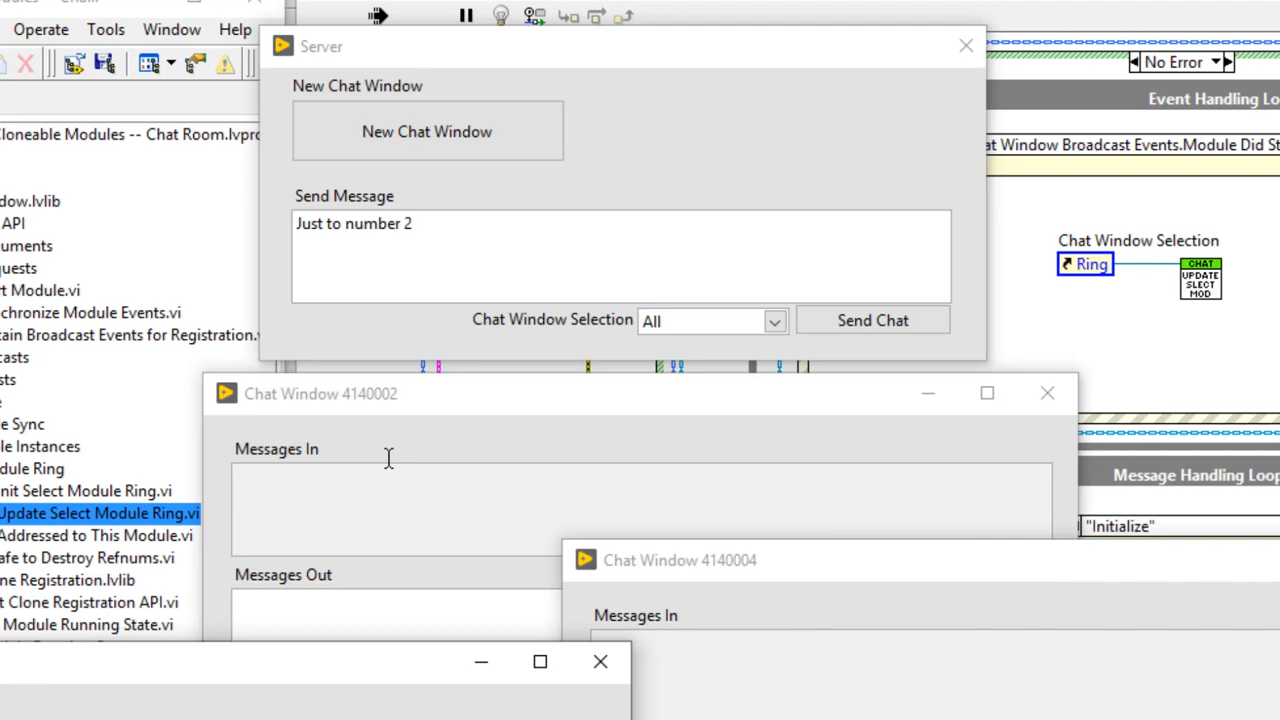 Operate Tools Window Help
Server
New Chat Window
New Chat Window
Send Message
Just to number 2
Chat Window Selection All Send Chat
Chat Window 4140002
Messages In
Messages Out
Chat Window 4140004
Messages In
Cloneable Modules -- Chat Room.lvpro
dow.lvlib
API
uments
quests
rt Module.vi
chronize Module Events.vi
tain Broadcast Events for Registration.v
casts
sts
le Sync
le Instances
odule Ring
nit Select Module Ring.vi
Update Select Module Ring.vi
Addressed to This Module.vi
afe to Destroy Refnums.vi
ne Registration.lvlib
t Clone Registration API.vi
Module Running State.vi
No Error
Event Handling Lo
at Window Broadcast Events.Module Did St
Chat Window Selection
Ring
CHAT
UPDATE
SLECT
MOD
Message Handling Loop
"Initialize"